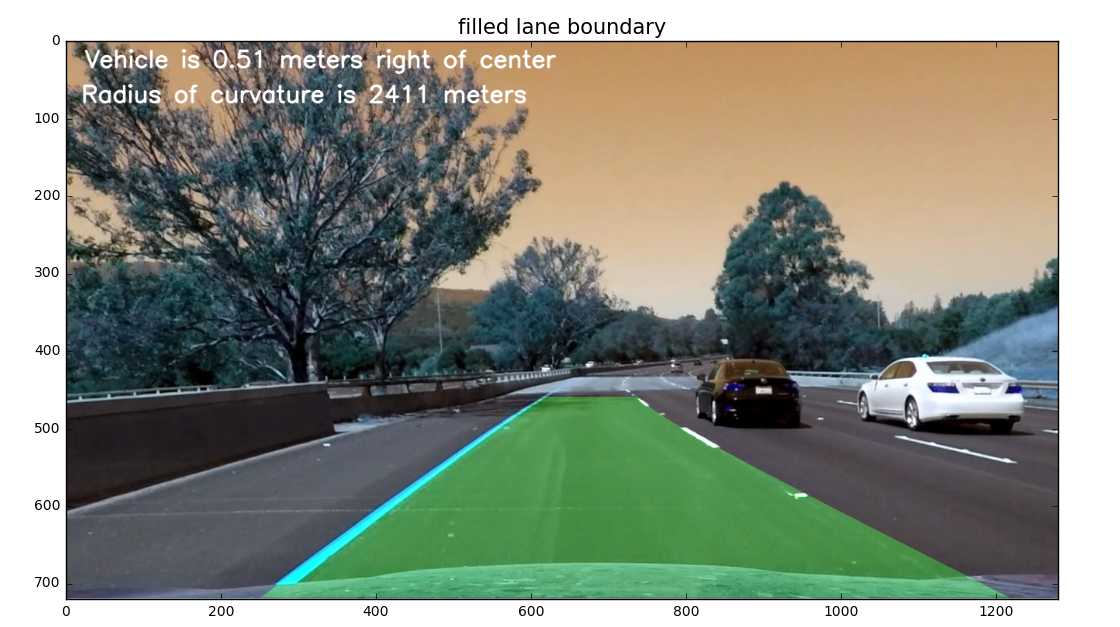 filled lane boundary
Vehicle is 0.51 meters right of center
Radius of curvature is 2411 meters
0
100
200
300
400
500
600
700
0 200 400 600 800 1000 1200